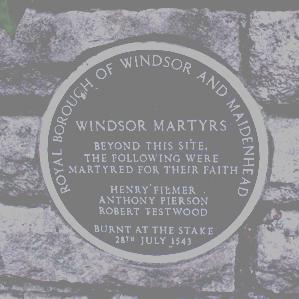 ROYAL BOROUGH OF WINDSOR AND MAIDENHEAD
WINDSOR MARTYRS
BEYOND THIS SITE,
THE FOLLOWING WERE
MARTYRED FOR THEIR FAITH
HENRY FILMER
ANTHONY PIERSON
ROBERT TESTWOOD
BURNT AT THE STAKE
28TH JULY 1543